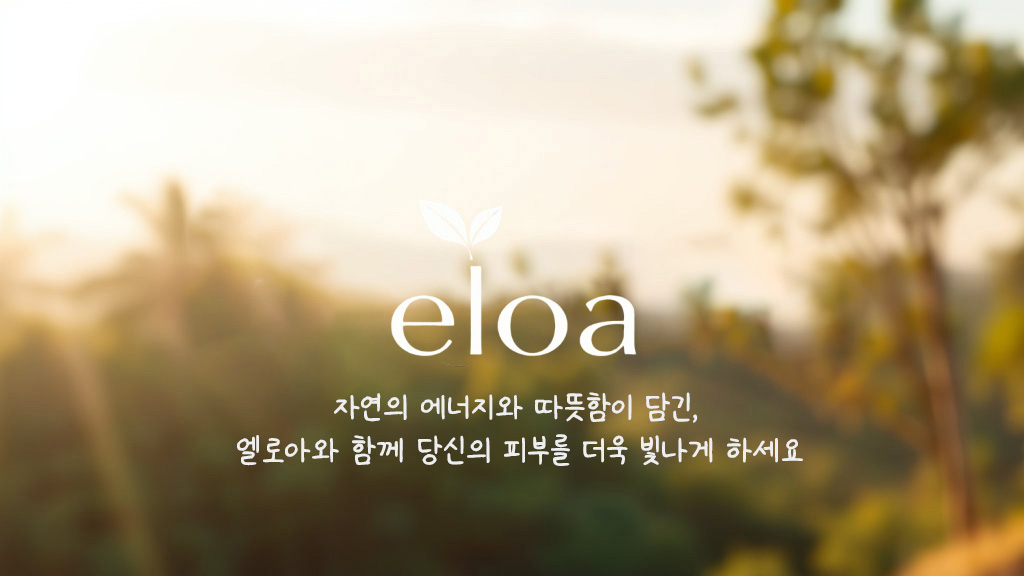 eloa
자연의 에너지와 따뜻함이 담긴,
엘로아와 함께 당신의 피부를 더욱 빛나게 하세요